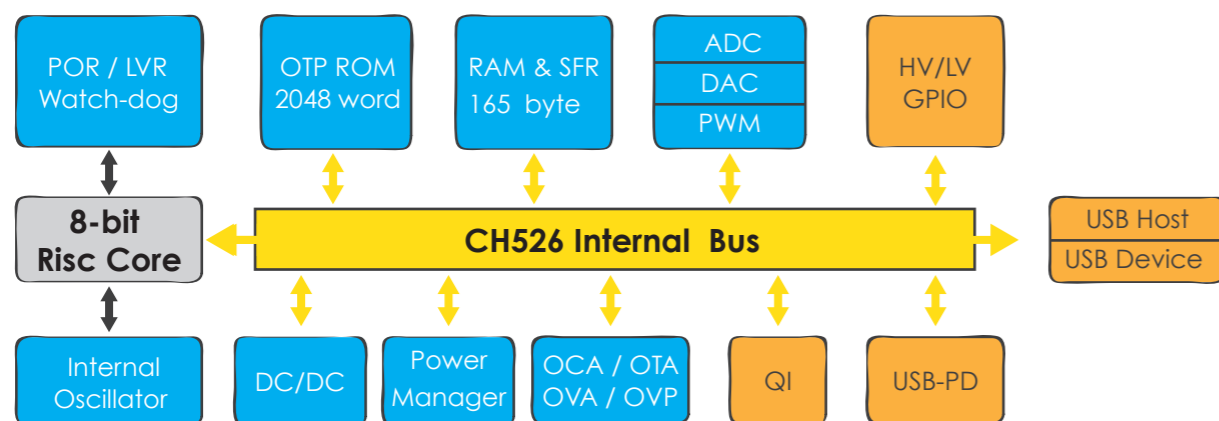 POR / LVR
Watch-dog
OTP ROM
2048 word
RAM & SFR
165 byte
ADC
DAC
PWM
HV/LV
GPIO
8-bit
Risc Core
CH526 Internal Bus
USB Host
USB Device
Internal
Oscillator
DC/DC
Power
Manager
OCA / OTA
OVA / OVP
QI
USB-PD